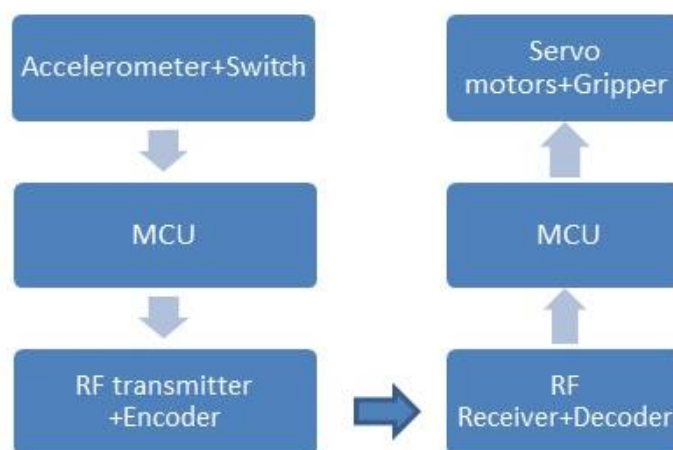 Accelerometer+Switch
MCU
RF transmitter
+Encoder
RF
Receiver+Decoder
MCU
Servo
motors+Gripper